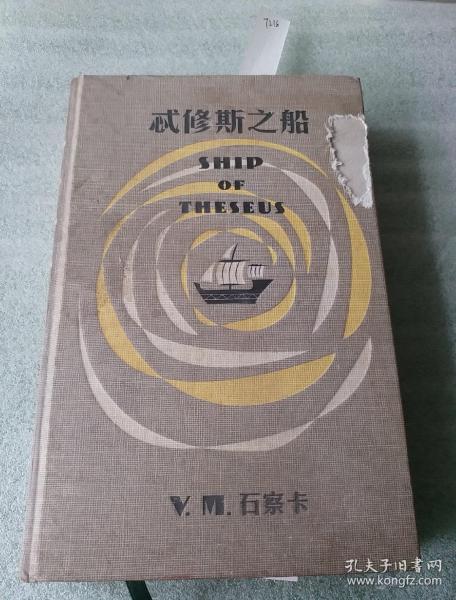 7216
忒修斯之船
SHIP
OF
THESEUS
V. M. 石察卡
孔夫子旧书网
www.kongfz.com